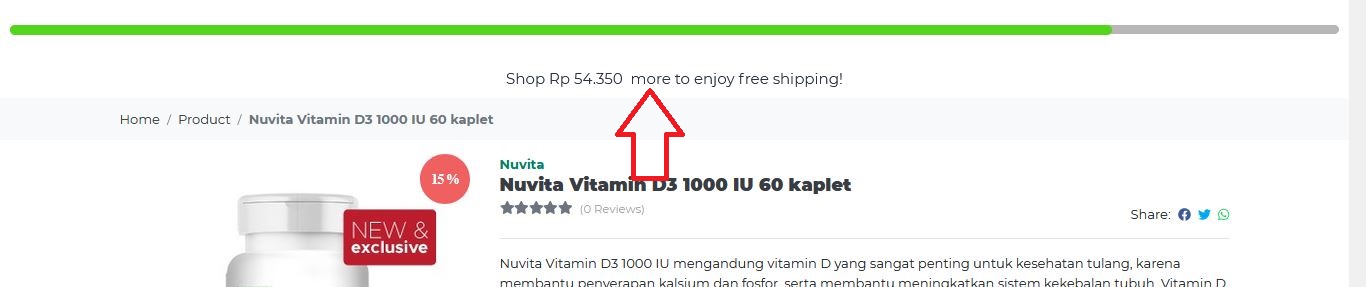 Shop Rp 54.350 more to enjoy free shipping!
Home / Product / Nuvita Vitamin D3 1000 IU 60 kaplet
15%
NEW &
exclusive
Nuvita
Nuvita Vitamin D3 1000 IU 60 kaplet
(0 Reviews)
Share:
Nuvita Vitamin D3 1000 IU mengandung vitamin D yang sangat penting untuk kesehatan tulang, karena
membantu penyerapan kalsium dan fosfor, serta membantu meningkatkan sistem kekebalan tubuh. Vitamin D